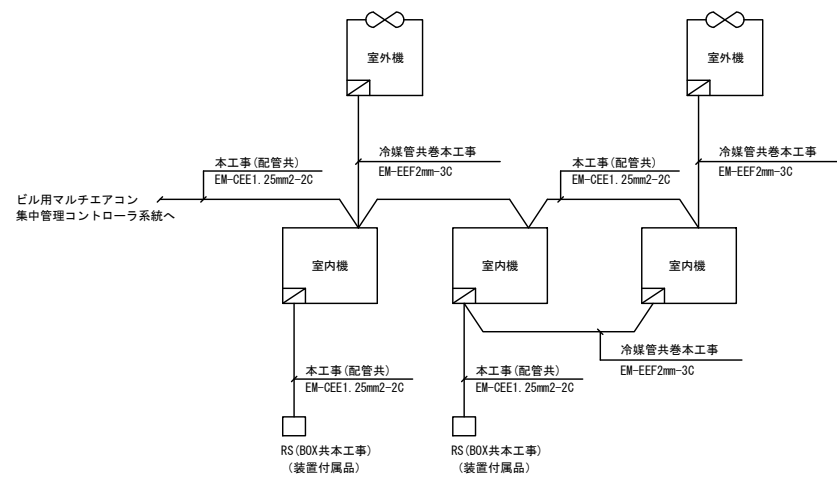 室外機
室外機
本工事(配管共)
EM-CEE1.25mm2-2C
冷媒管共巻本工事
EM-EEF2mm-3C
本工事(配管共)
EM-CEE1.25mm2-2C
冷媒管共巻本工事
EM-EEF2mm-3C
ビル用マルチエアコン
集中管理コントローラ系統へ
室内機
室内機
室内機
冷媒管共巻本工事
EM-EEF2mm-3C
本工事(配管共)
EM-CEE1.25mm2-2C
本工事(配管共)
EM-CEE1.25mm2-2C
RS(BOX共本工事)
(装置付属品)
RS(BOX共本工事)
(装置付属品)